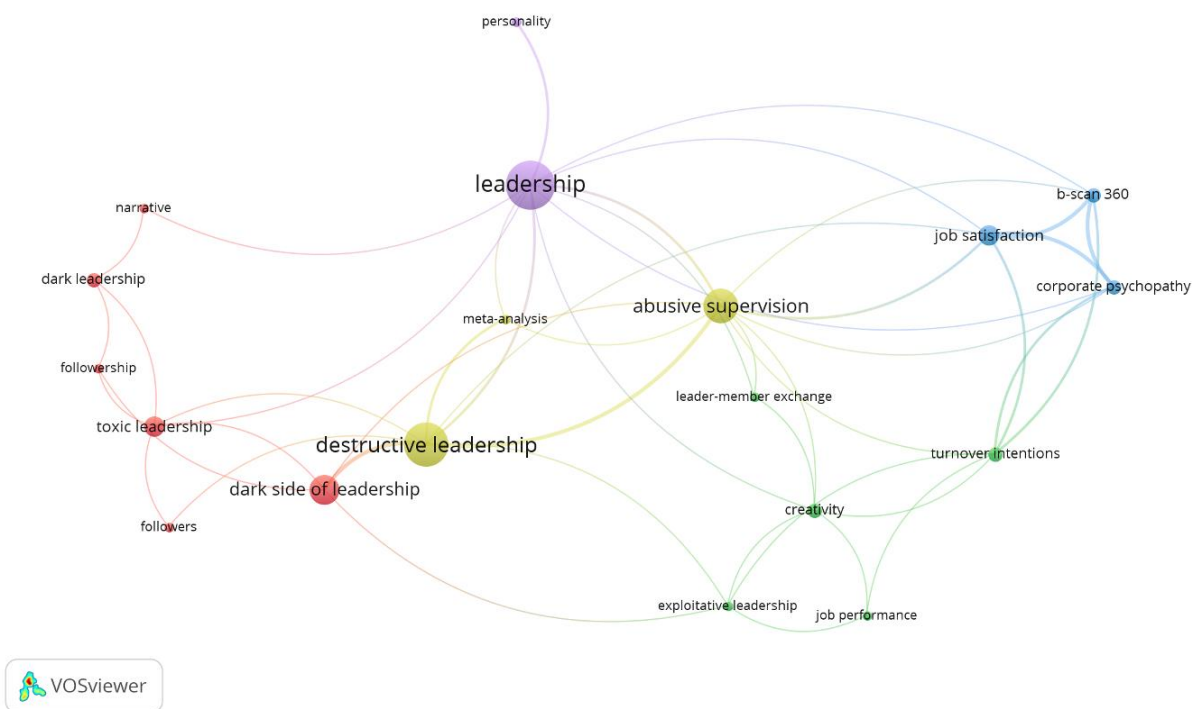 personality
leadership
b-scan 360
narrative
job satisfaction
dark leadership
corporate psychopathy
abusive supervision
meta-analysis
followership
leader-member exchange
toxic leadership
destructive leadership
turnover intentions
dark side of leadership
creativity
followers
exploitative leadership
job performance
VOSviewer